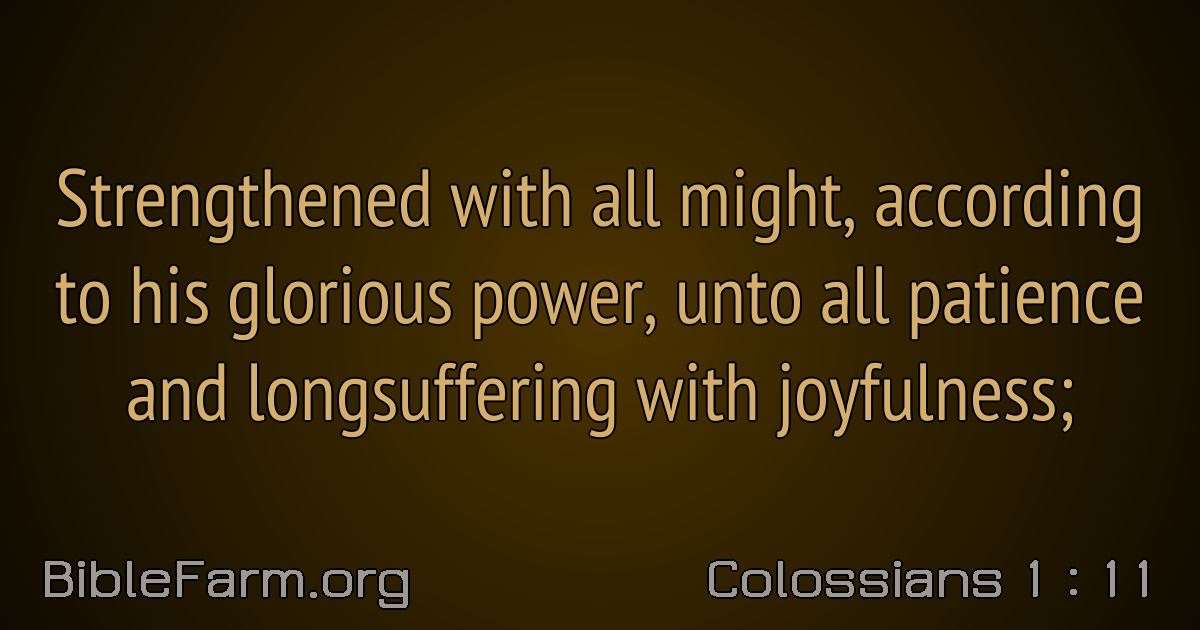 Strengthened with all might, according
to his glorious power, unto all patience
and longsuffering with joyfulness;
BibleFarm.org
Colossians 1 : 11